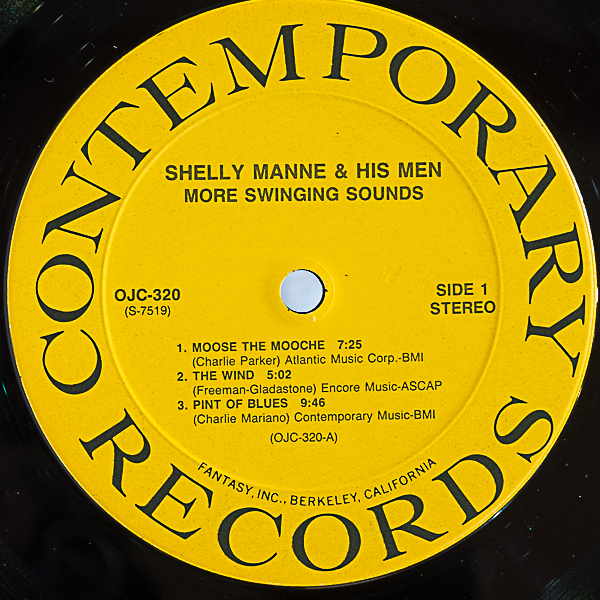 CONTEMPORARY RECORDS
SHELLY MANNE & HIS MEN
MORE SWINGING SOUNDS
OJC-320
(S-7519)
SIDE 1
STEREO
1. MOOSE THE MOOCHE 7:25
(Charlie Parker) Atlantic Music Corp.-BMI
2. THE WIND 5:02
(Freeman-Gladastone) Encore Music-ASCAP
3. PINT OF BLUES 9:46
(Charlie Mariano) Contemporary Music-BMI
(OJC-320-A)
FANTASY, INC., BERKELEY, CALIFORNIA